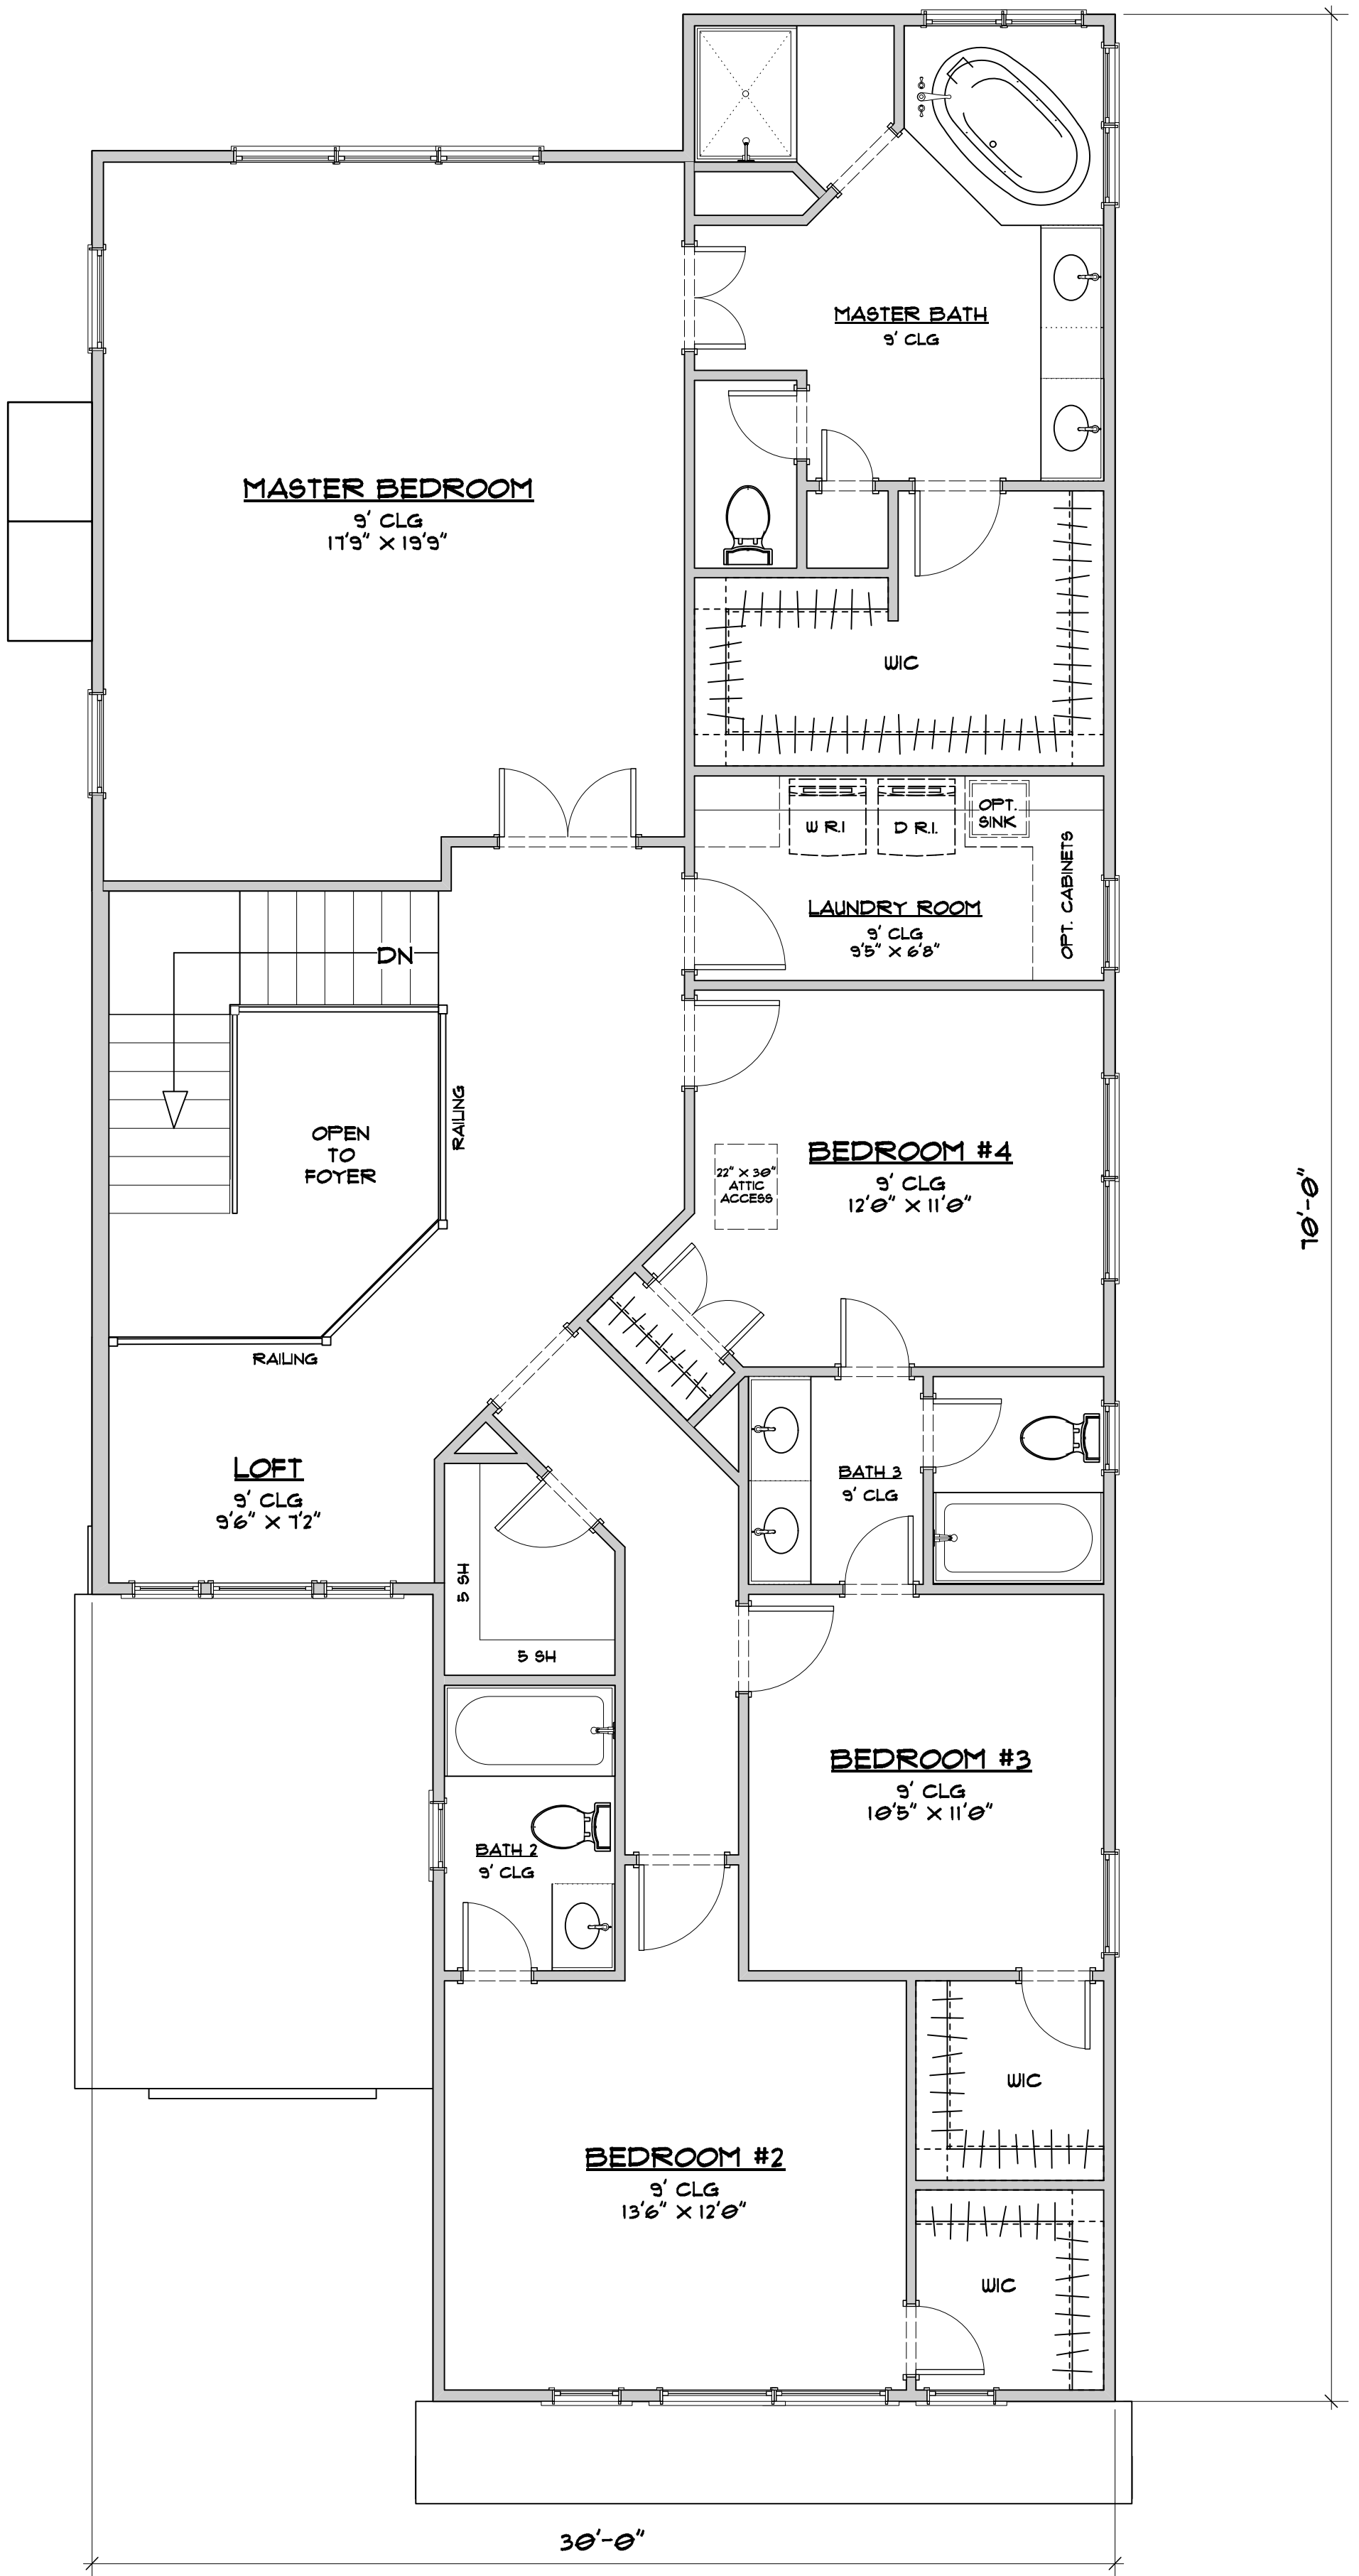 MASTER BATH
9' CLG
MASTER BEDROOM
9' CLG
17'9" X 19'9"
WIC
W R.I
D R.I.
OPT.
SINK
OPT. CABINETS
LAUNDRY ROOM
9' CLG
9'5" X 6'8"
DN
RAILING
OPEN
TO
FOYER
BEDROOM #4
9' CLG
12'0" X 11'0"
22" X 30"
ATTIC
ACCESS
70'-0"
RAILING
LOFT
9' CLG
9'6" X 7'2"
BATH 3
9' CLG
5 SH
5 SH
BEDROOM #3
9' CLG
10'5" X 11'0"
BATH 2
9' CLG
WIC
BEDROOM #2
9' CLG
13'6" X 12'0"
WIC
30'-0"